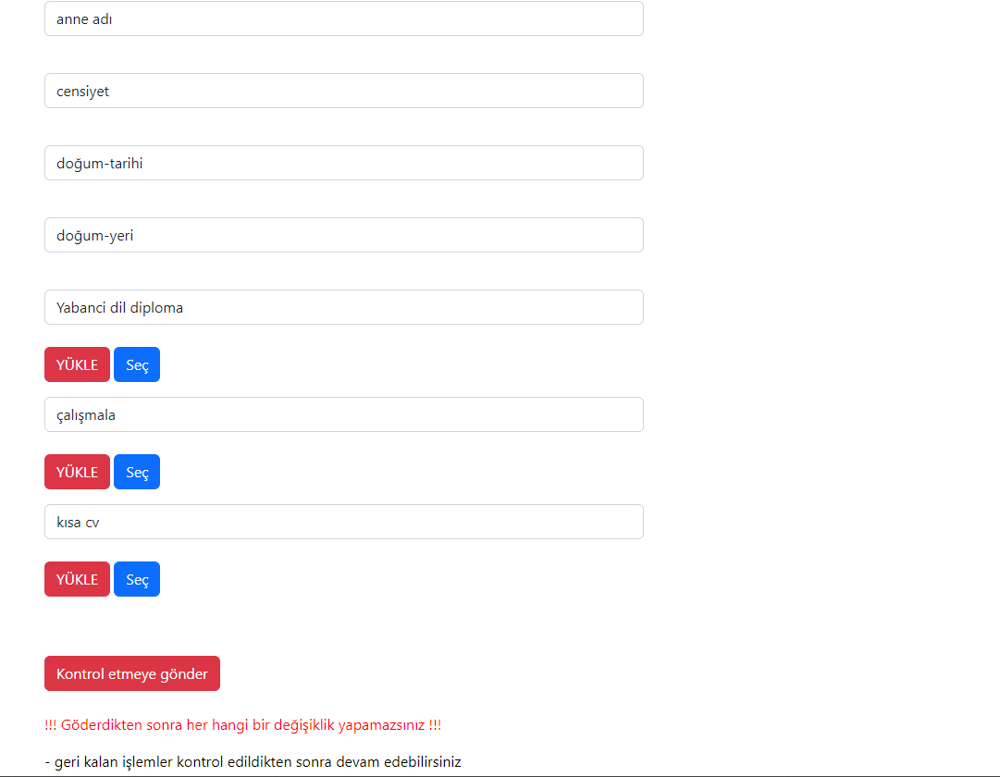 anne adı
censiyet
doğum-tarihi
doğum-yeri
Yabanci dil diploma
YÜKLE Seç
çalışmala
YÜKLE Seç
kısa cv
YÜKLE Seç
Kontrol etmeye gönder
!!! Göderdikten sonra her hangi bir değişiklik yapamazsınız !!!
- geri kalan işlemler kontrol edildikten sonra devam edebilirsiniz